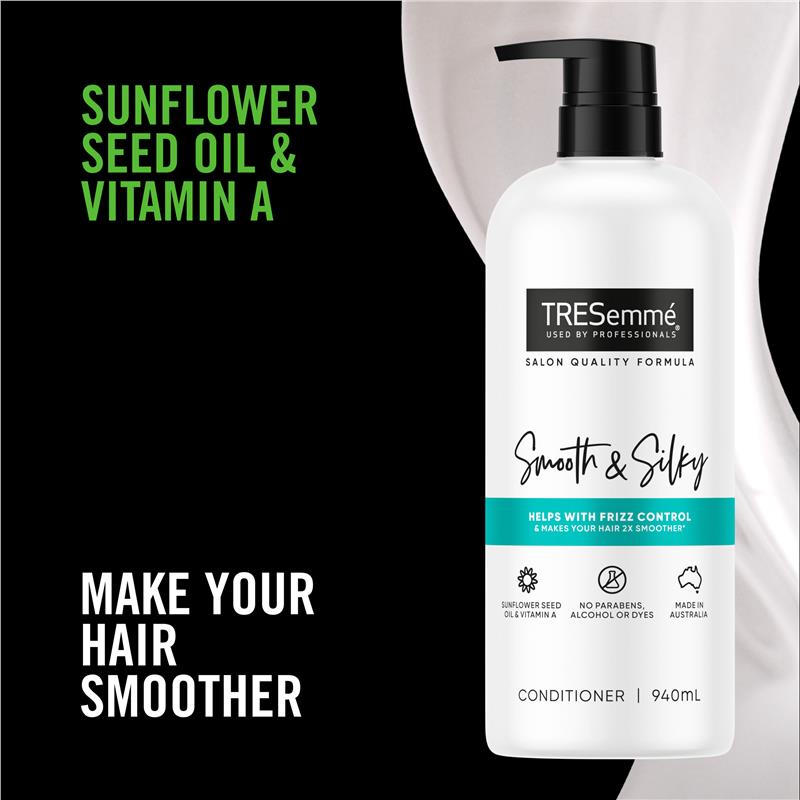 SUNFLOWER
SEED OIL &
VITAMIN A
MAKE YOUR
HAIR
SMOOTHER
TRESemmé®
USED BY PROFESSIONALS
SALON QUALITY FORMULA
Smooth & Silky
HELPS WITH FRIZZ CONTROL
& MAKES YOUR HAIR 2X SMOOTHER*
SUNFLOWER SEED
OIL & VITAMIN A
NO PARABENS,
ALCOHOL OR DYES
MADE IN
AUSTRALIA
CONDITIONER | 940mL